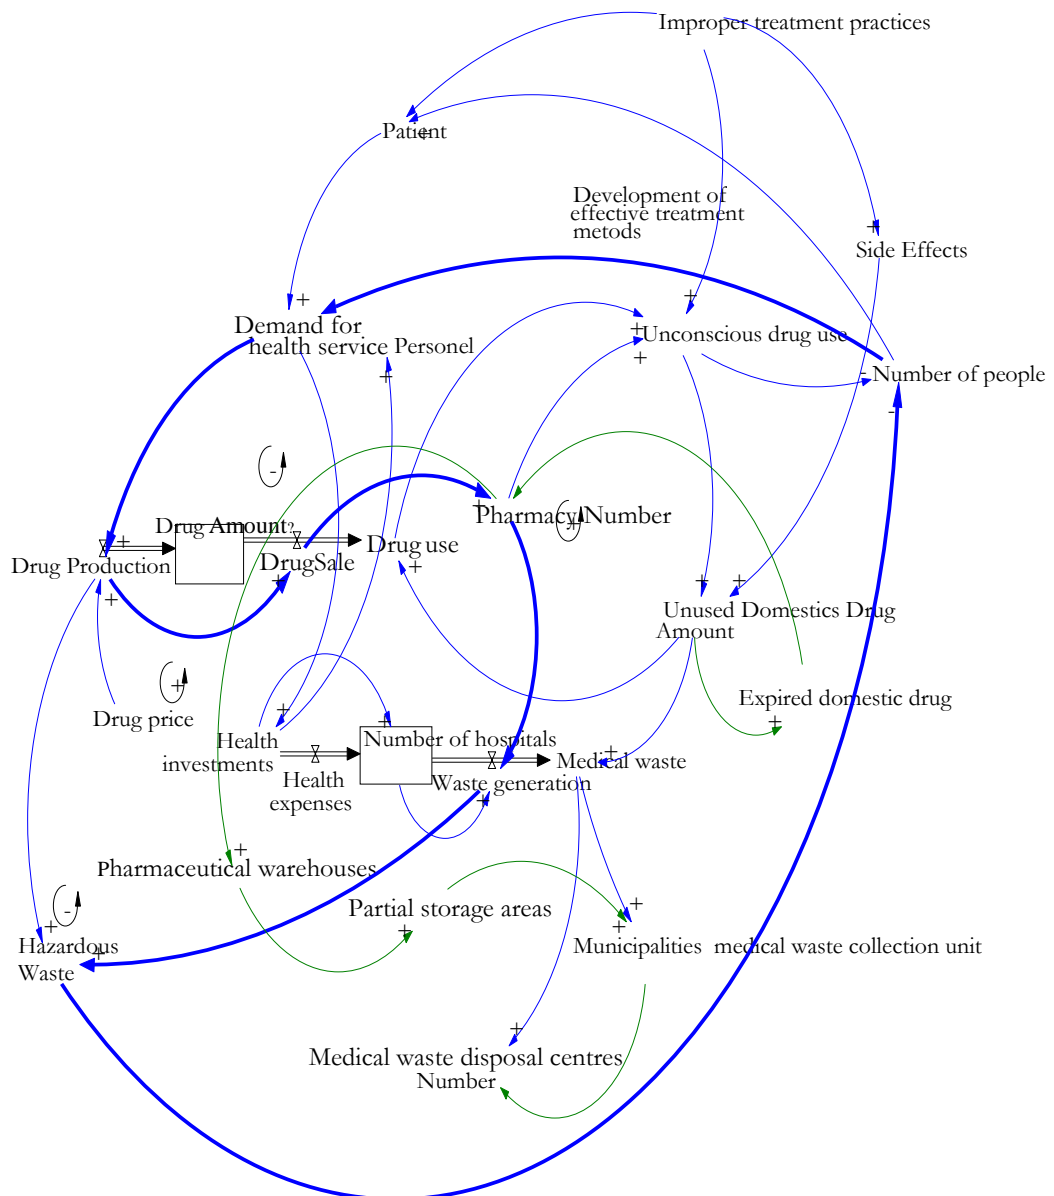 Improper treatment practices
Patient
Development of
effective treatment
metods
Side Effects
Demand for
health service
Personel
Unconscious drug use
Number of people
Drug Amount?
Pharmacy Number
Drug Production
DrugSale
Drug use
Unused Domestics Drug
Amount
Drug price
Expired domestic drug
Health
investments
Number of hospitals
Health
expenses
Medical waste
Waste generation
Pharmaceutical warehouses
Partial storage areas
Hazardous
Waste
Municipalities medical waste collection unit
Medical waste disposal centres
Number